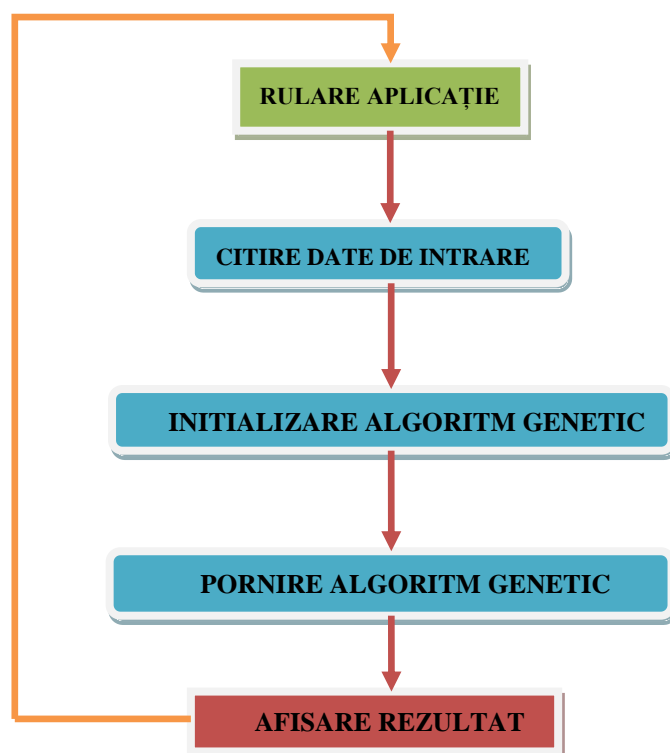 RULARE APLICAȚIE
CITIRE DATE DE INTRARE
INITIALIZARE ALGORITM GENETIC
PORNIRE ALGORITM GENETIC
AFISARE REZULTAT